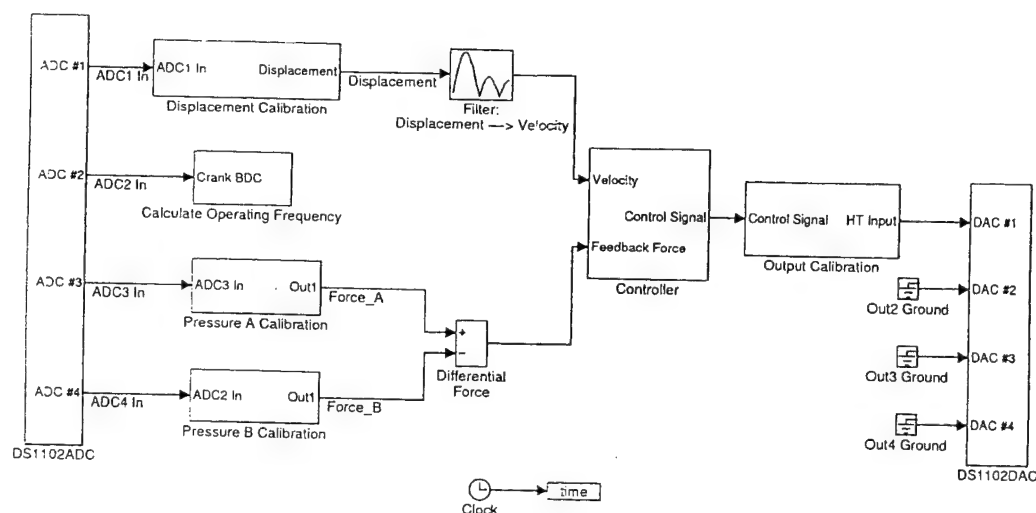 ADC #1
ADC1 In
ADC1 In
Displacement
Displacement Calibration
Displacement
Filter:
Displacement —> Velocity
ADC #2
ADC2 In
Crank BDC
Calculate Operating Frequency
ADC #3
ADC3 In
ADC3 In
Out1
Pressure A Calibration
Force_A
ADC #4
ADC4 In
ADC2 In
Out1
Pressure B Calibration
Force_B
DS1102ADC
+
−
Differential
Force
Velocity
Control Signal
Feedback Force
Controller
Control Signal
HT Input
Output Calibration
DAC #1
DAC #2
Out2 Ground
DAC #3
Out3 Ground
DAC #4
Out4 Ground
DS1102DAC
Clock
time